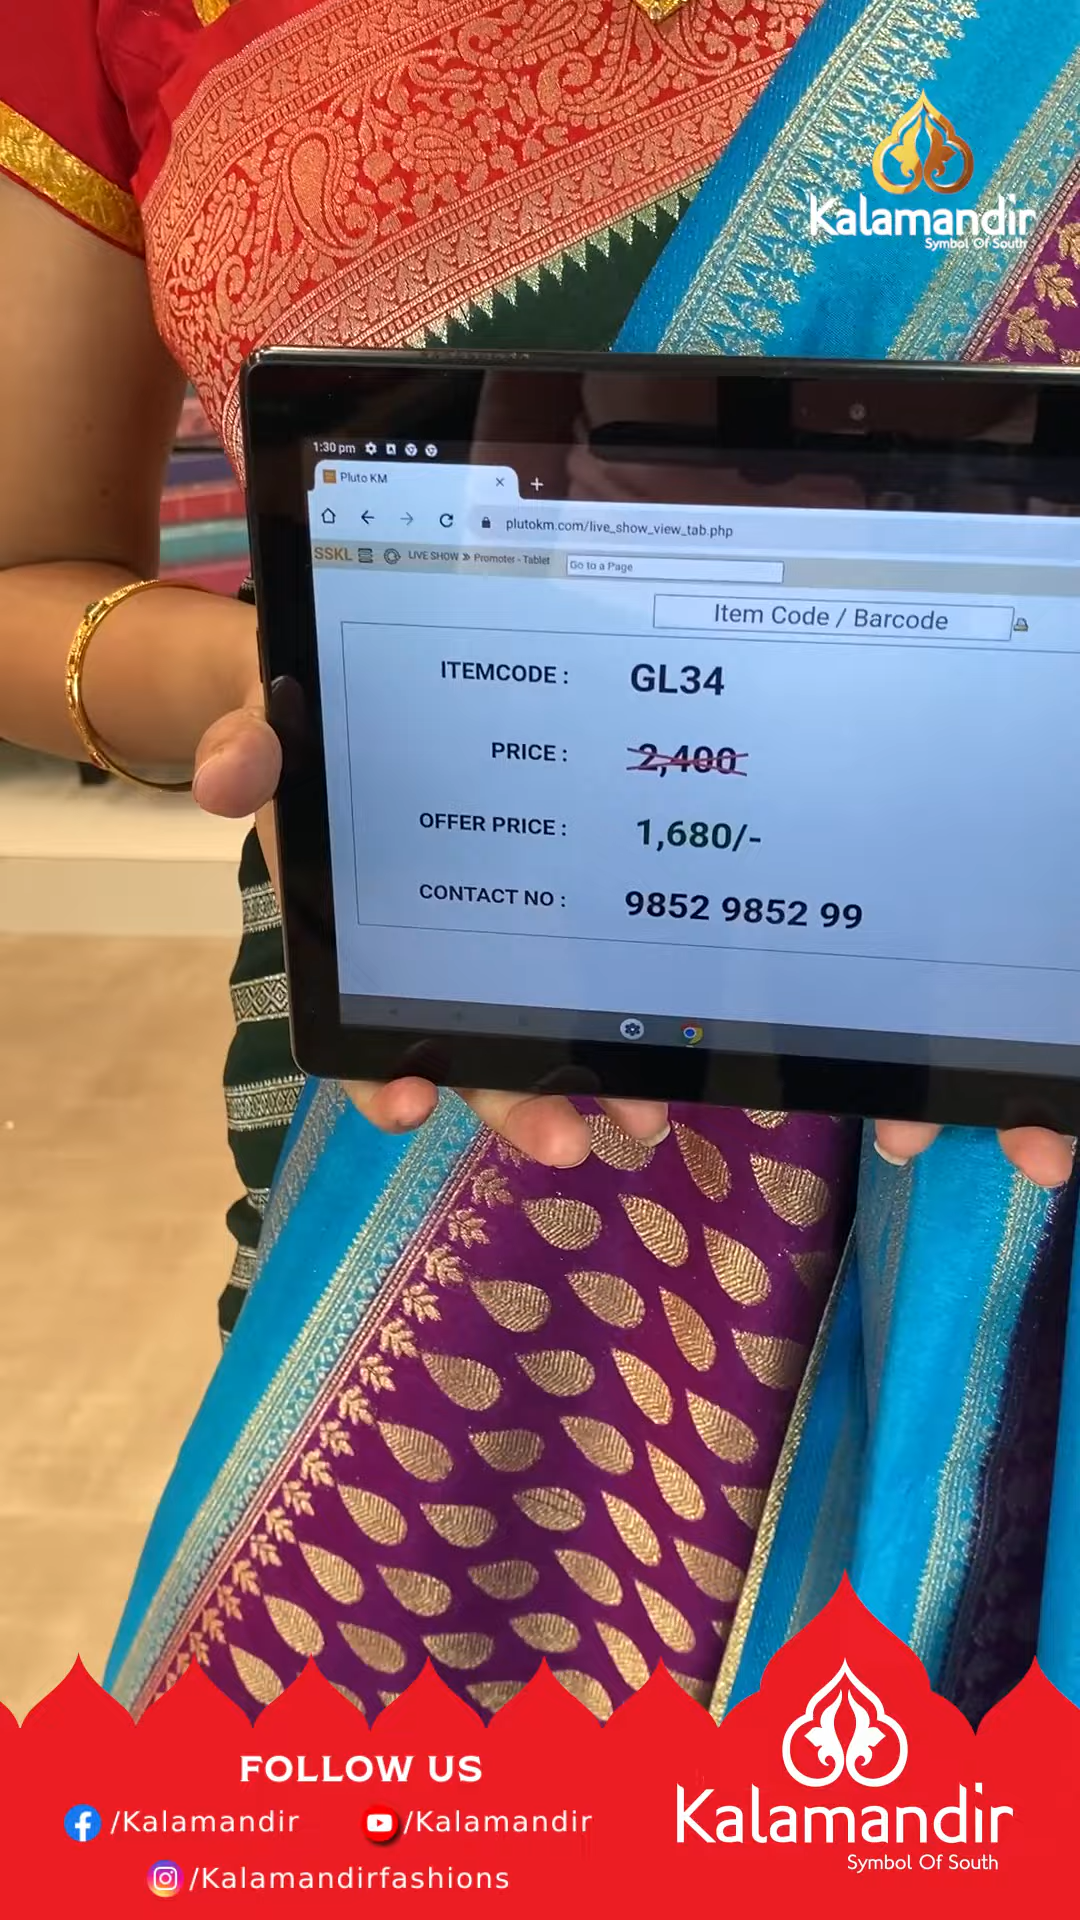 Kalamandir
Symbol Of South
1:30 pm
Pluto KM
plutokm.com/live_show_view_tab.php
SSKL LIVE SHOW » Promoter - Tablet Go to a Page
Item Code / Barcode
ITEMCODE : GL34
PRICE : 2,400
OFFER PRICE : 1,680/-
CONTACT NO : 9852 9852 99
FOLLOW US
/Kalamandir /Kalamandir
/Kalamandirfashions
Kalamandir
Symbol Of South